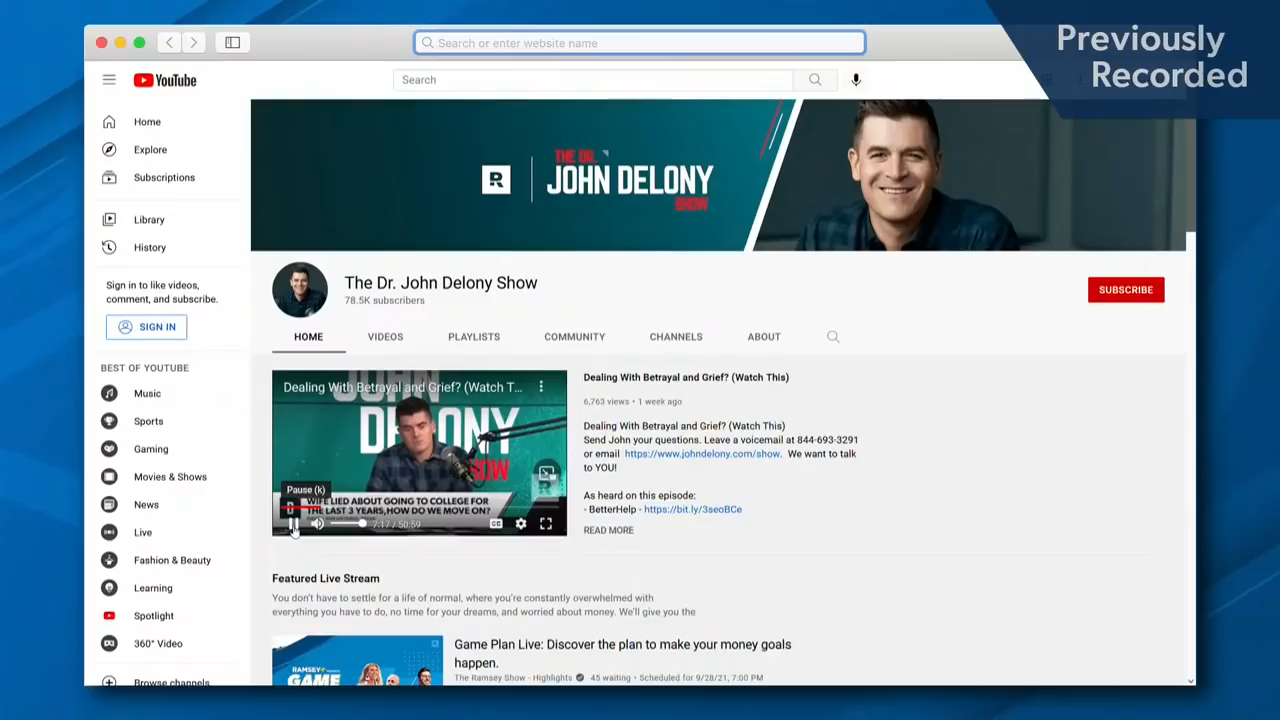 Previously
Recorded
Search or enter website name
YouTube
Search
Home
Explore
Subscriptions
Library
History
Sign in to like videos,
comment, and subscribe.
SIGN IN
BEST OF YOUTUBE
Music
Sports
Gaming
Movies & Shows
News
Live
Fashion & Beauty
Learning
Spotlight
360° Video
Browse channels
R
THE DR.
JOHN DELONY
SHOW
The Dr. John Delony Show
78.5K subscribers
SUBSCRIBE
HOME
VIDEOS
PLAYLISTS
COMMUNITY
CHANNELS
ABOUT
Dealing With Betrayal and Grief? (Watch T...
JOHN
DELONY
SHOW
Pause (k)
WIFE LIED ABOUT GOING TO COLLEGE FOR
THE LAST 3 YEARS, HOW DO WE MOVE ON?
7:17 / 50:59
CC
Dealing With Betrayal and Grief? (Watch This)
6,763 views • 1 week ago
Dealing With Betrayal and Grief? (Watch This)
Send John your questions. Leave a voicemail at 844-693-3291
or email https://www.johndelony.com/show. We want to talk
to YOU!
As heard on this episode:
- BetterHelp - https://bit.ly/3seoBCe
READ MORE
Featured Live Stream
You don't have to settle for a life of normal, where you're constantly overwhelmed with
everything you have to do, no time for your dreams, and worried about money. We'll give you the
RAMSEY+
GAME
Game Plan Live: Discover the plan to make your money goals
happen.
The Ramsey Show - Highlights 45 waiting • Scheduled for 9/28/21, 7:00 PM